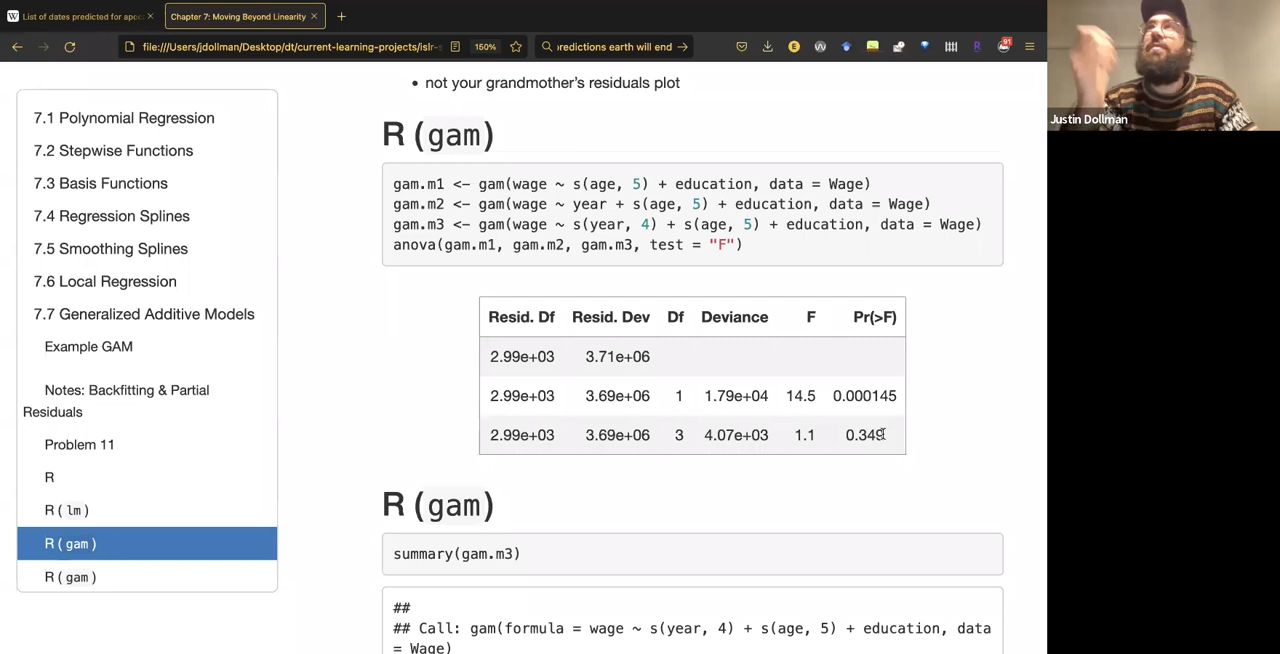 List of dates predicted for apoc
Chapter 7: Moving Beyond Linearity
file:///Users/jdollman/Desktop/dt/current-learning-projects/islr-s
150%
redictions earth will end
91
Justin Dollman
7.1 Polynomial Regression
7.2 Stepwise Functions
7.3 Basis Functions
7.4 Regression Splines
7.5 Smoothing Splines
7.6 Local Regression
7.7 Generalized Additive Models
Example GAM
Notes: Backfitting & Partial
Residuals
Problem 11
R
R (lm)
R (gam)
R (gam)
• not your grandmother's residuals plot
R (gam)
gam.m1 <- gam(wage ~ s(age, 5) + education, data = Wage)
gam.m2 <- gam(wage ~ year + s(age, 5) + education, data = Wage)
gam.m3 <- gam(wage ~ s(year, 4) + s(age, 5) + education, data = Wage)
anova(gam.m1, gam.m2, gam.m3, test = "F")
Resid. Df Resid. Dev Df Deviance F Pr(>F)
2.99e+03 3.71e+06
2.99e+03 3.69e+06 1 1.79e+04 14.5 0.000145
2.99e+03 3.69e+06 3 4.07e+03 1.1 0.349
R (gam)
summary(gam.m3)
##
## Call: gam(formula = wage ~ s(year, 4) + s(age, 5) + education, data
= Wage)